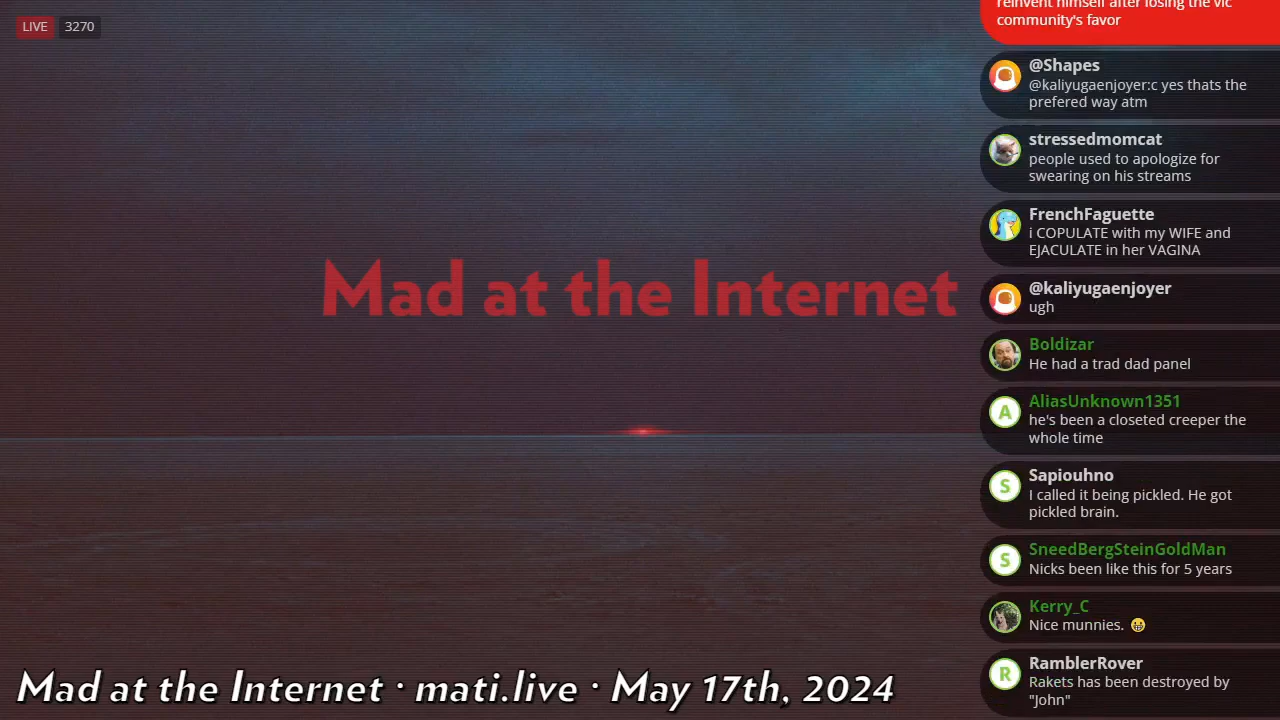 LIVE 3270
reinvent himself after losing the vic
community's favor
@Shapes
@kaliyugaenjoyer:c yes thats the
prefered way atm
stressedmomcat
people used to apologize for
swearing on his streams
FrenchFaguette
i COPULATE with my WIFE and
EJACULATE in her VAGINA
@kaliyugaenjoyer
ugh
Boldizar
He had a trad dad panel
A
AliasUnknown1351
he's been a closeted creeper the
whole time
S
Sapiouhno
I called it being pickled. He got
pickled brain.
S
SneedBergSteinGoldMan
Nicks been like this for 5 years
Kerry_C
Nice munnies. 😀
R
RamblerRover
Rakets has been destroyed by
"John"
Mad at the Internet
Mad at the Internet · mati.live · May 17th, 2024